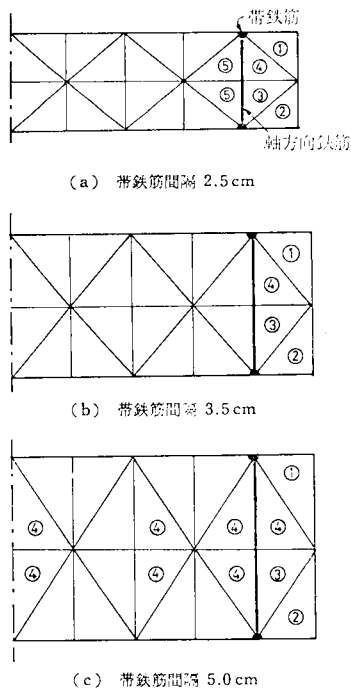 帯鉄筋
①
⑤ ④
⑤ ③
②
軸方向鉄筋
(a) 帯鉄筋間隔 2.5cm
①
④
③
②
(b) 帯鉄筋間隔 3.5cm
①
④ ④ ④ ④
④ ④ ④ ③
②
(c) 帯鉄筋間隔 5.0cm